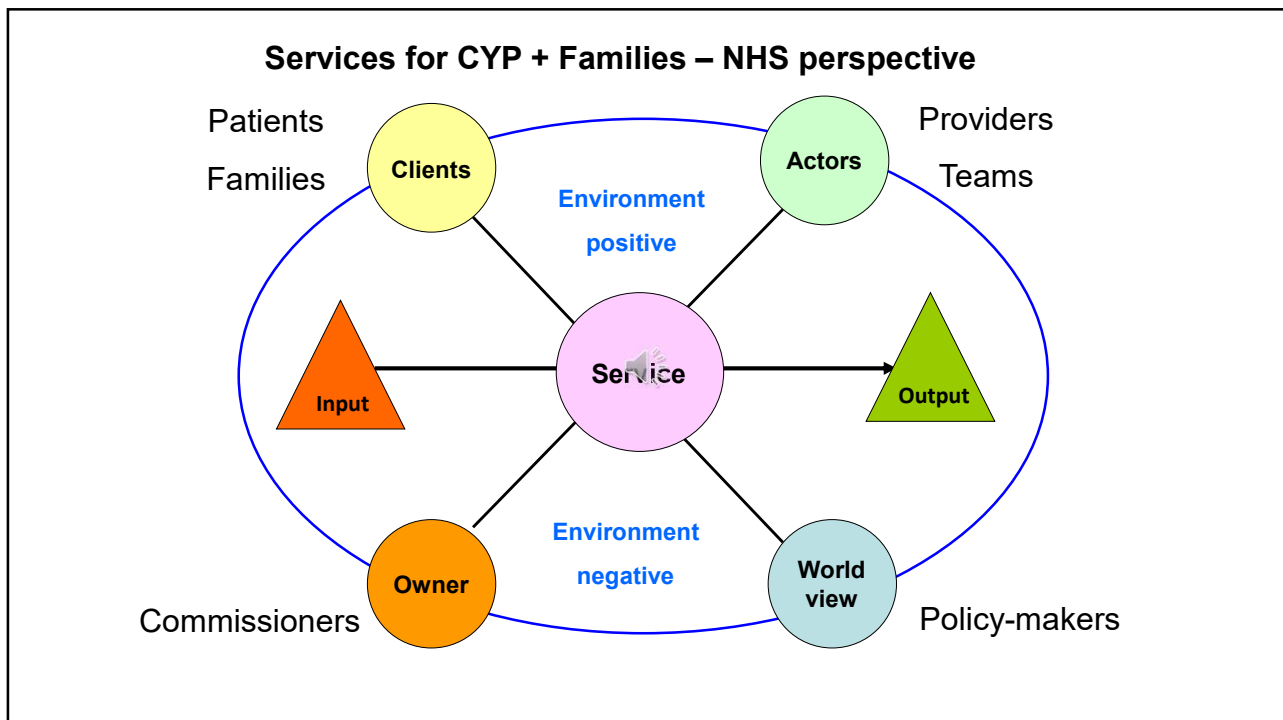 Services for CYP + Families – NHS perspective
Patients
Families
Clients
Actors
Providers
Teams
Environment
positive
Input
Service
Output
Environment
negative
Owner
World
view
Commissioners
Policy-makers